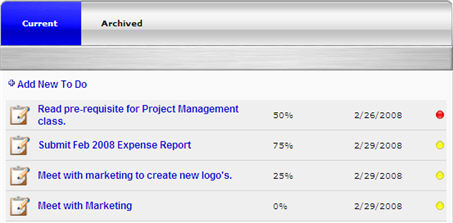 Current Archived
Add New To Do
Read pre-requisite for Project Management 50% 2/26/2008
class.
Submit Feb 2008 Expense Report 75% 2/29/2008
Meet with marketing to create new logo's. 25% 2/29/2008
Meet with Marketing 0% 2/29/2008